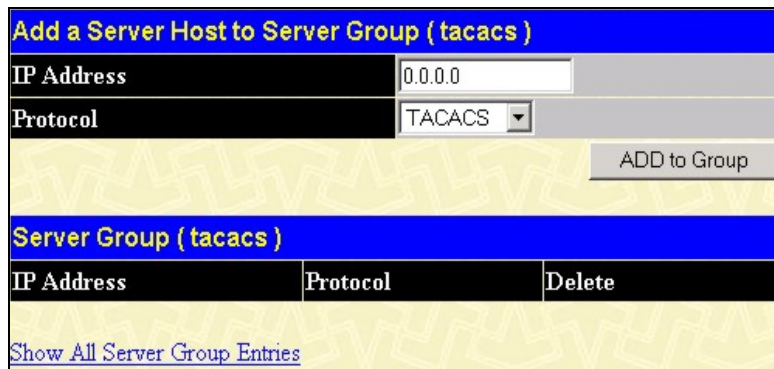 Add a Server Host to Server Group ( tacacs )
IP Address 0.0.0.0
Protocol TACACS
ADD to Group
Server Group ( tacacs )
IP Address Protocol Delete
Show All Server Group Entries